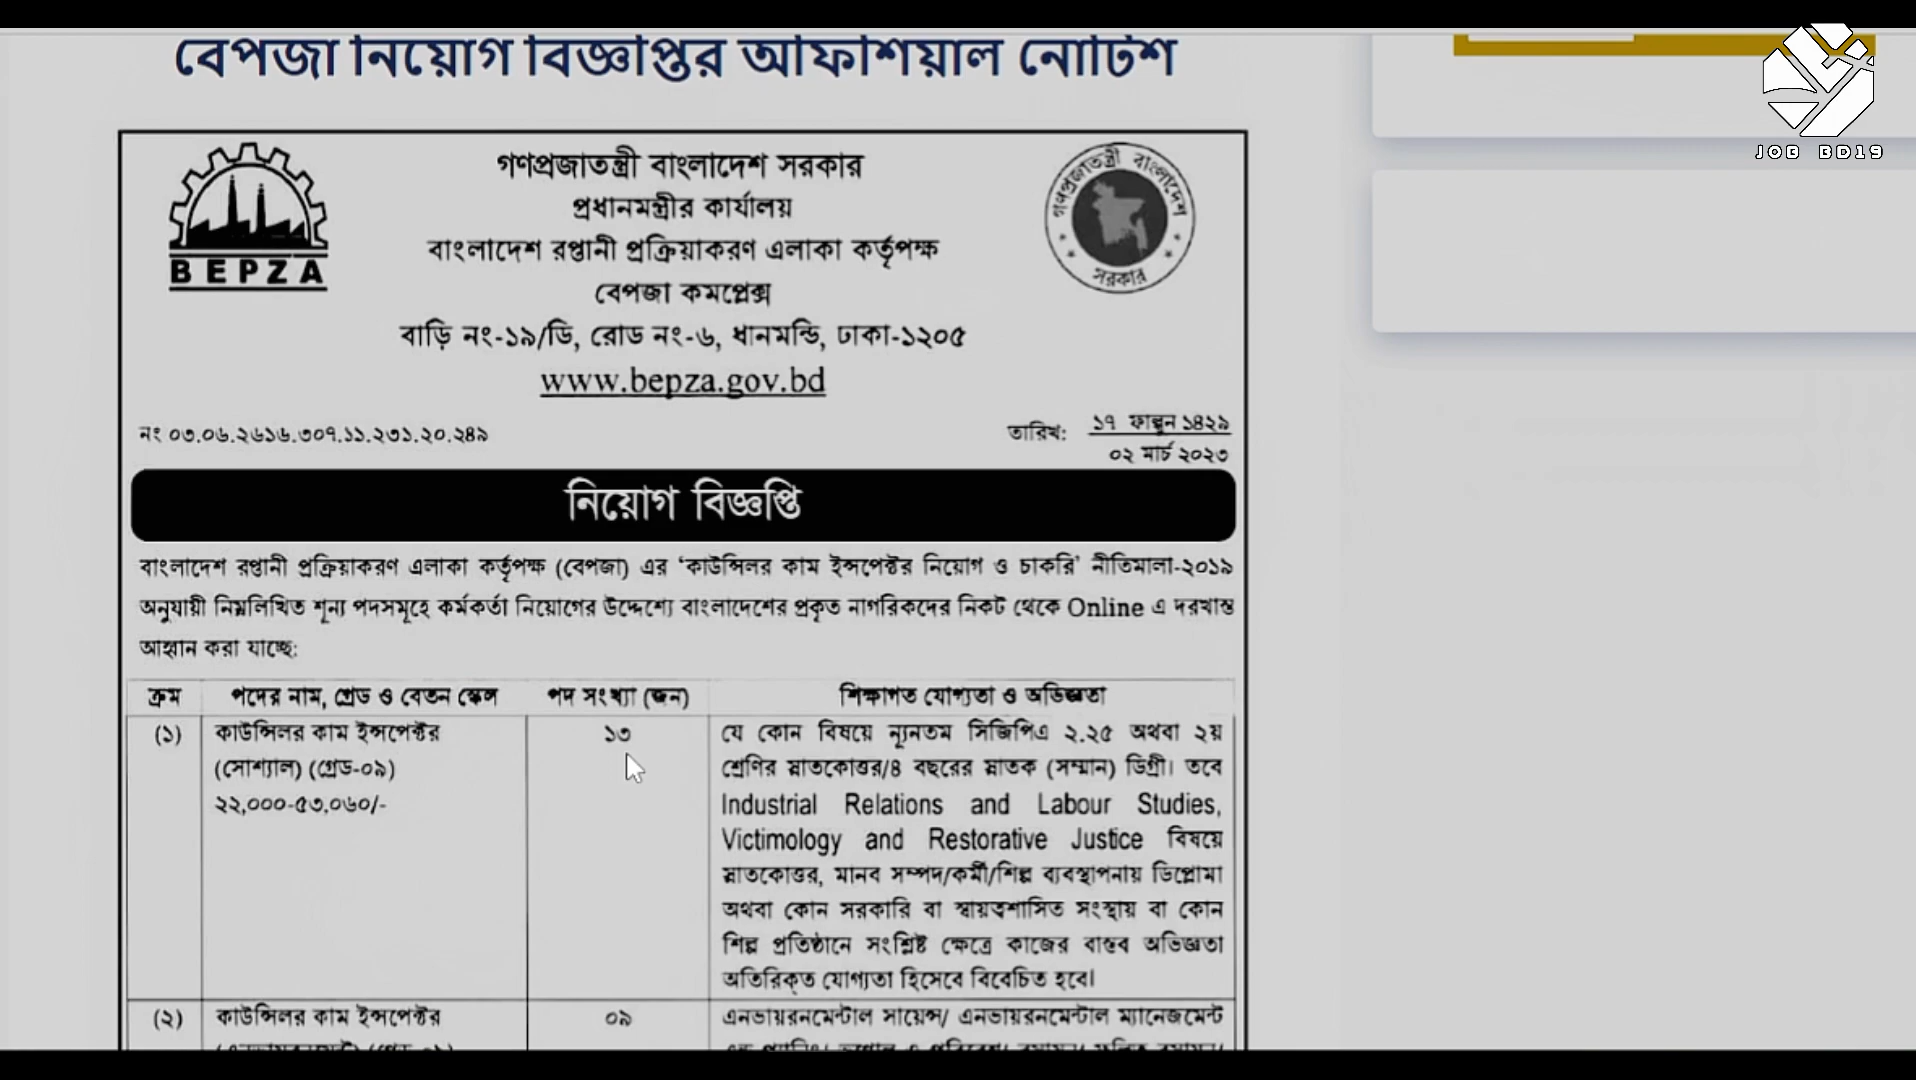 বেপজা নিয়োগ বিজ্ঞপ্তির অফিশিয়াল নোটিশ
JOB BD19
BEPZA
গণপ্রজাতন্ত্রী বাংলাদেশ সরকার
প্রধানমন্ত্রীর কার্যালয়
বাংলাদেশ রপ্তানী প্রক্রিয়াকরণ এলাকা কর্তৃপক্ষ
বেপজা কমপ্লেক্স
বাড়ি নং-১৯/ডি, রোড নং-৬, ধানমন্ডি, ঢাকা-১২০৫
www.bepza.gov.bd
গণপ্রজাতন্ত্রী বাংলাদেশ
সরকার
নং ০৩.০৬.২৬১৬.৩০৭.১১.২৩১.২০.২৪৯
তারিখ: ১৭ ফাল্গুন ১৪২৯
০২ মার্চ ২০২৩
নিয়োগ বিজ্ঞপ্তি
বাংলাদেশ রপ্তানী প্রক্রিয়াকরণ এলাকা কর্তৃপক্ষ (বেপজা) এর ‘কাউন্সিলর কাম ইন্সপেক্টর নিয়োগ ও চাকরি’ নীতিমালা-২০১৯
অনুযায়ী নিম্নলিখিত শূন্য পদসমূহে কর্মকর্তা নিয়োগের উদ্দেশ্যে বাংলাদেশের প্রকৃত নাগরিকদের নিকট থেকে Online এ দরখাস্ত
আহ্বান করা যাচ্ছে:
ক্রম পদের নাম, গ্রেড ও বেতন স্কেল পদ সংখ্যা (জন) শিক্ষাগত যোগ্যতা ও অভিজ্ঞতা
(১) কাউন্সিলর কাম ইন্সপেক্টর ১৩ যে কোন বিষয়ে ন্যূনতম সিজিপিএ ২.২৫ অথবা ২য়
(সোশ্যাল) (গ্রেড-০৯) শ্রেণির স্নাতকোত্তর/৪ বছরের স্নাতক (সম্মান) ডিগ্রী। তবে
২২,০০০-৫৩,০৬০/- Industrial Relations and Labour Studies,
Victimology and Restorative Justice বিষয়ে
স্নাতকোত্তর, মানব সম্পদ/কর্মী/শিল্প ব্যবস্থাপনায় ডিপ্লোমা
অথবা কোন সরকারি বা স্বায়ত্বশাসিত সংস্থায় বা কোন
শিল্প প্রতিষ্ঠানে সংশ্লিষ্ট ক্ষেত্রে কাজের বাস্তব অভিজ্ঞতা
অতিরিক্ত যোগ্যতা হিসেবে বিবেচিত হবে।
(২) কাউন্সিলর কাম ইন্সপেক্টর ০৯ এনভায়রনমেন্টাল সায়েন্স/ এনভায়রনমেন্টাল ম্যানেজমেন্ট